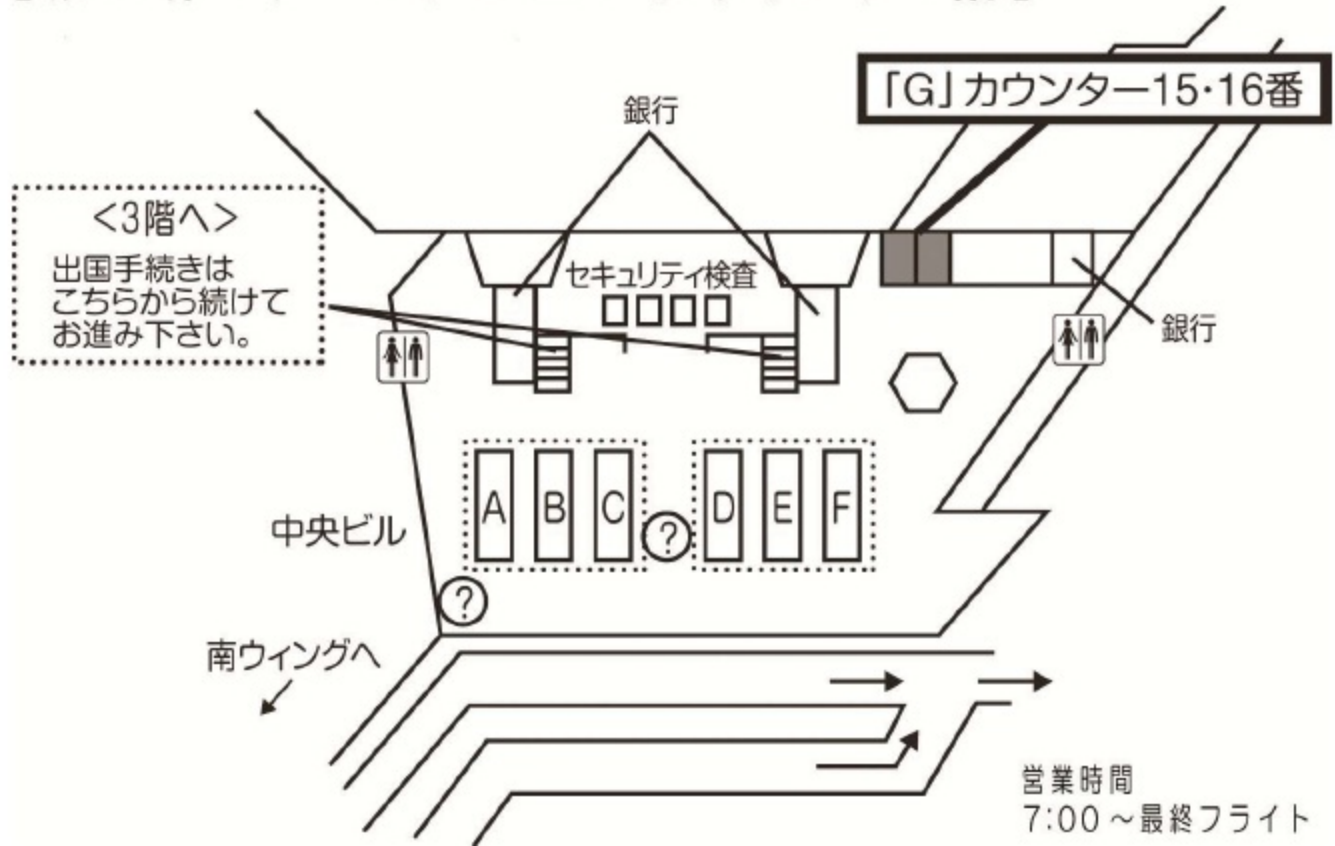 「G」カウンター15・16番
銀行
<3階へ>
出国手続きは
こちらから続けて
お進み下さい。
セキュリティ検査
銀行
A
B
C
D
E
F
?
?
中央ビル
南ウィングへ
営業時間
7:00～最終フライト